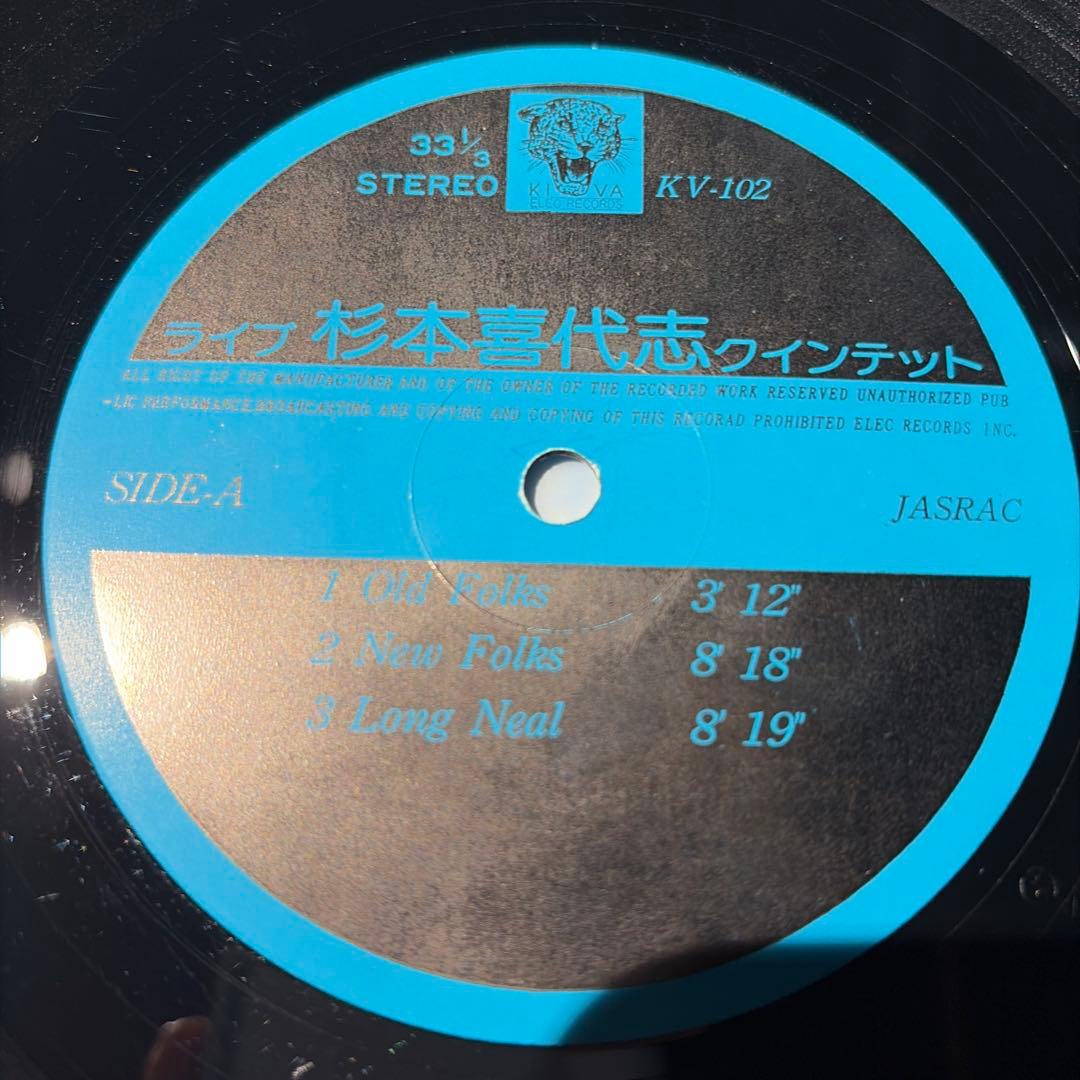 33 1/3
STEREO
KIVA
ELEC RECORDS
KV-102
ライブ 杉本喜代志クインテット
ALL RIGHT OF THE MANUFACTURER AND OF THE OWNER OF THE RECORDED WORK RESERVED UNAUTHORIZED PUB
-LIC PERFORMANCE,BROADCASTING AND COPYING AND COPYING OF THIS RECORAD PROHIBITED ELEC RECORDS INC.
SIDE-A
JASRAC
1 Old Folks 3' 12"
2 New Folks 8' 18"
3 Long Neal 8' 19"